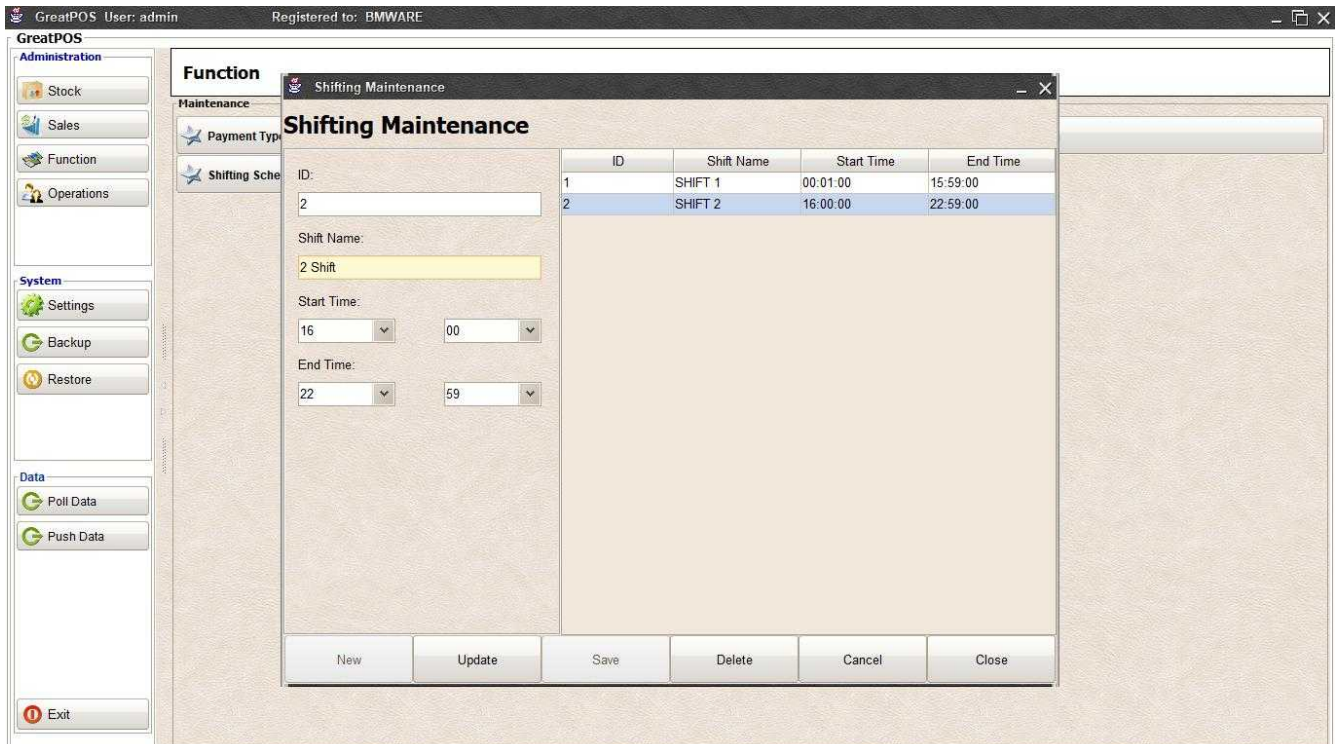 GreatPOS User: admin Registered to: BMWARE
GreatPOS
Administration
Stock
Sales
Function
Operations
System
Settings
Backup
Restore
Data
Poll Data
Push Data
Exit
Function
Maintenance
Payment Type
Shifting Sche
Shifting Maintenance
Shifting Maintenance
ID:
2
Shift Name:
2 Shift
Start Time:
16 00
End Time:
22 59
ID Shift Name Start Time End Time
1 SHIFT 1 00:01:00 15:59:00
2 SHIFT 2 16:00:00 22:59:00
New Update Save Delete Cancel Close